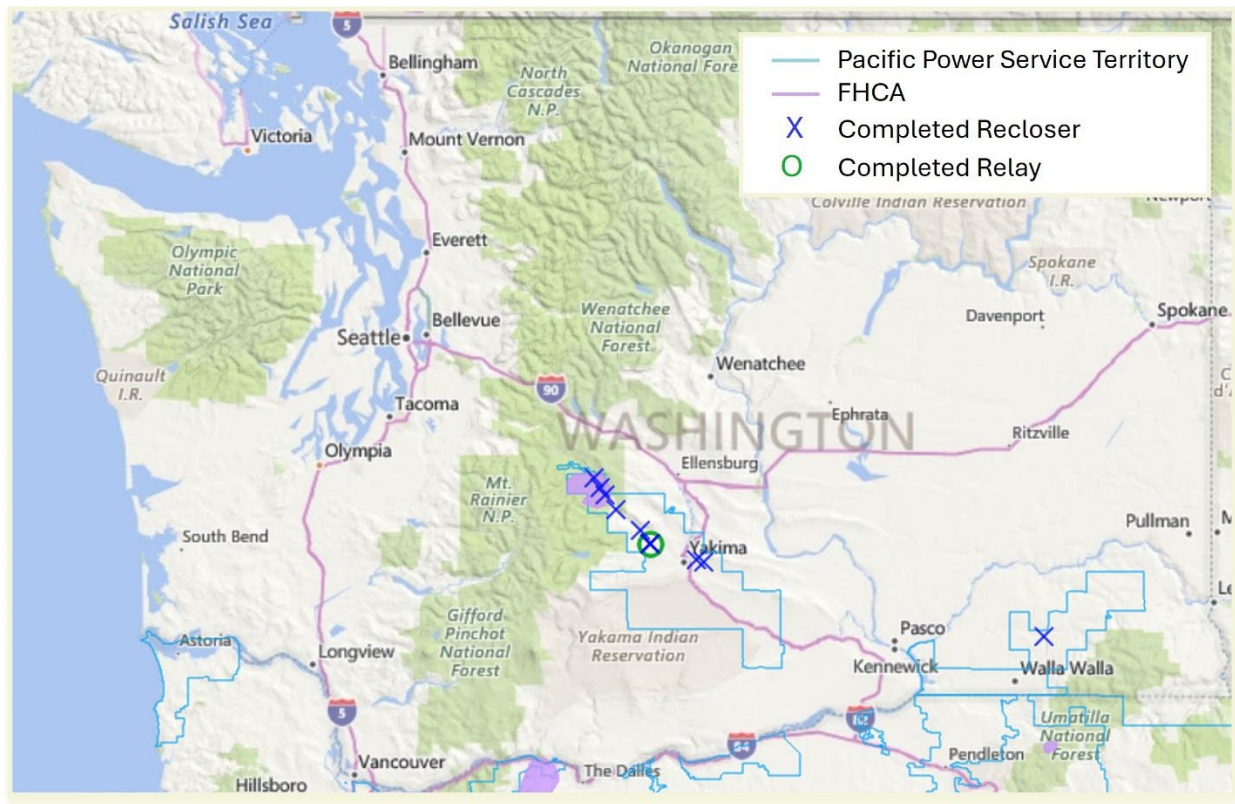 Salish Sea
5
Bellingham
Okanogan
National Fore
North
Cascades
N.P.
Pacific Power Service Territory
FHCA
X Completed Recloser
O Completed Relay
Victoria
Mount Vernon
Newport
Colville Indian Reservation
Everett
Olympic
National
Park
Spokane
I.R.
Wenatchee
National
Forest
Bellevue
Seattle
Davenport
Spokane
Wenatchee
Quinault
I.R.
90
Tacoma
Ephrata
WASHINGTON
Ritzville
Olympia
Ellensburg
Mt.
Rainier
N.P.
South Bend
Pullman
Yakima
Gifford
Pinchot
National
Forest
Yakama Indian
Reservation
Astoria
Longview
Pasco
Kennewick
Walla Walla
5
82
84
Umatilla
National
Forest
Pendleton
Vancouver
The Dalles
Hillsboro